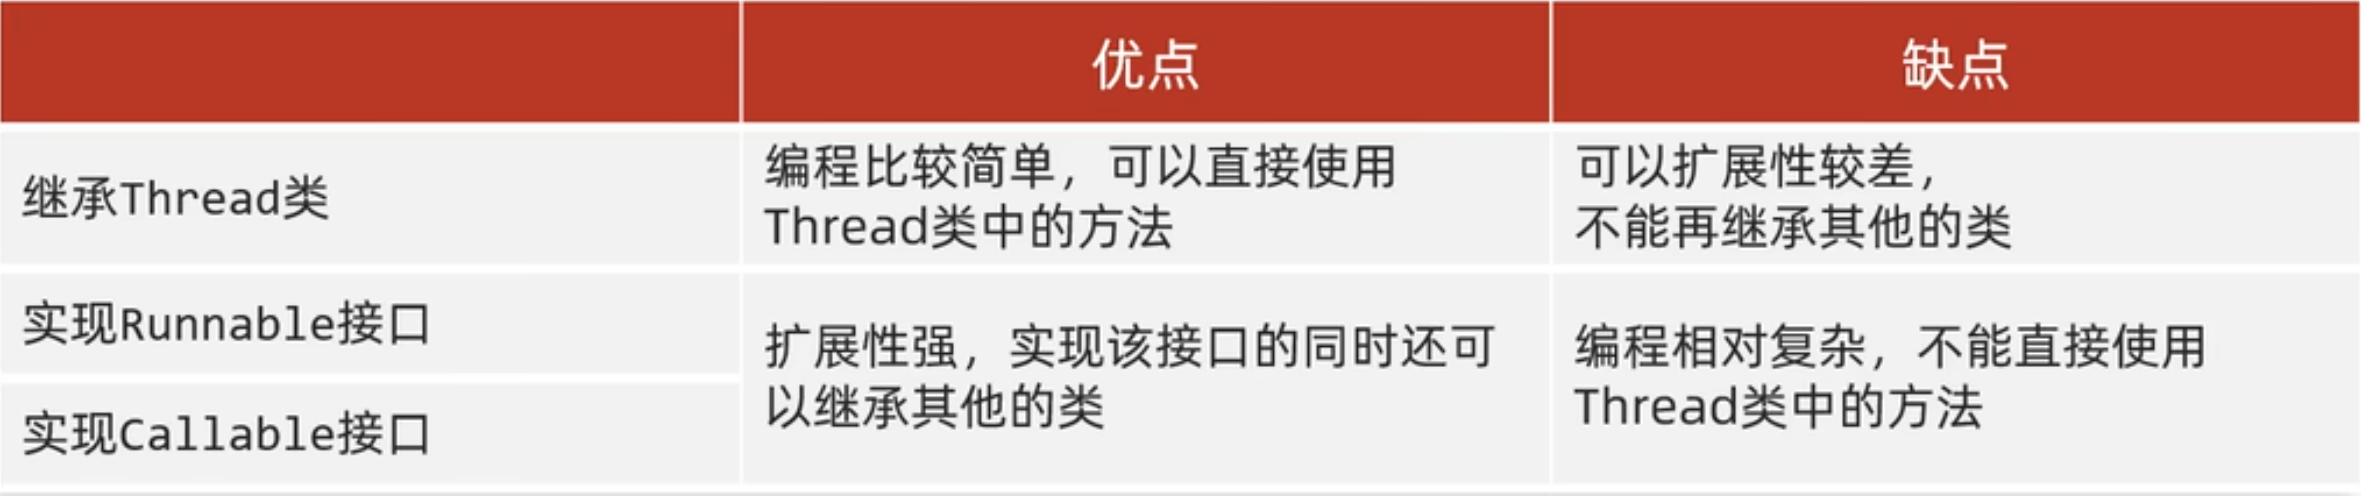 优点
缺点
继承Thread类
编程比较简单，可以直接使用
Thread类中的方法
可以扩展性较差，
不能再继承其他的类
实现Runnable接口
实现Callable接口
扩展性强，实现该接口的同时还可
以继承其他的类
编程相对复杂，不能直接使用
Thread类中的方法